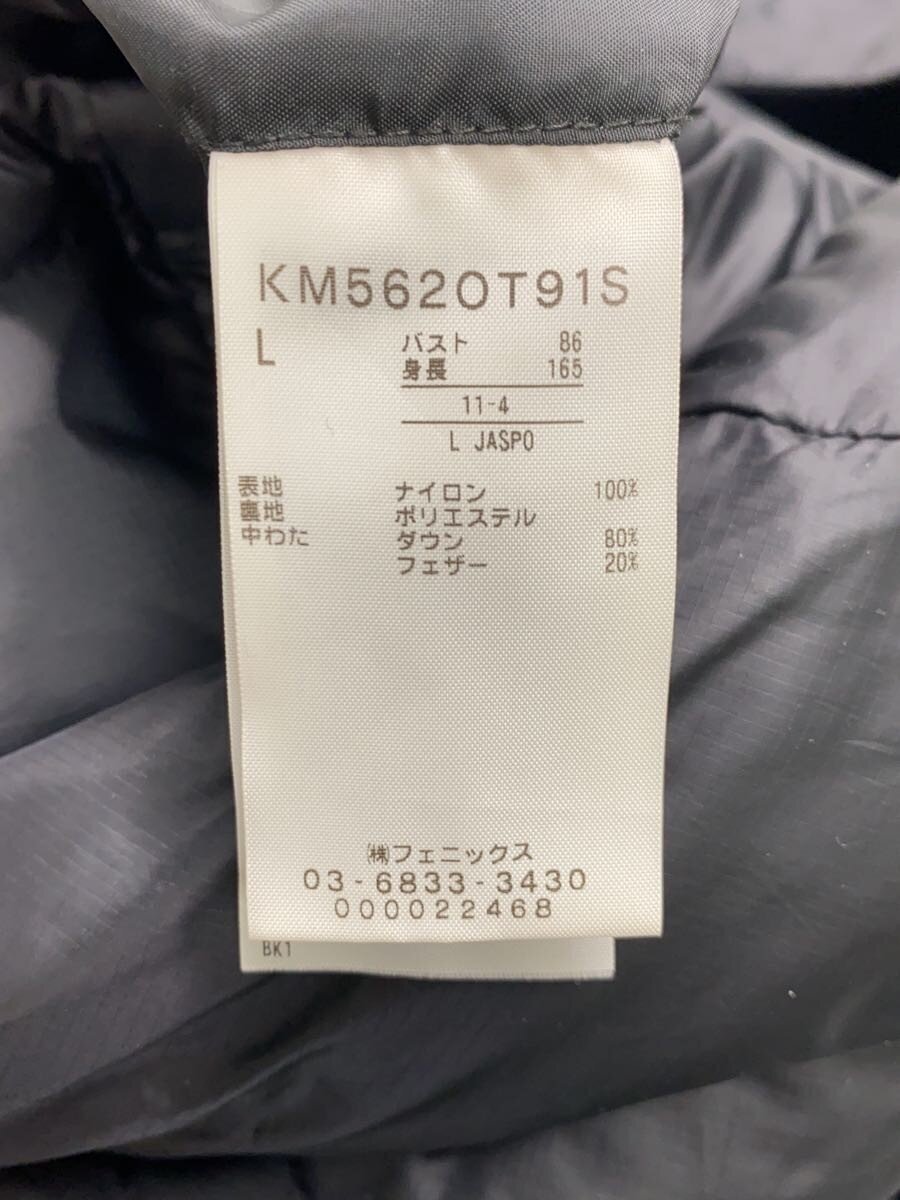 KM5620T91S
L バスト 86
身長 165
11-4
L JASPO
表地 ナイロン 100%
裏地 ポリエステル
中わた ダウン 80%
フェザー 20%
㈱フェニックス
03-6833-3430
000022468
BK1